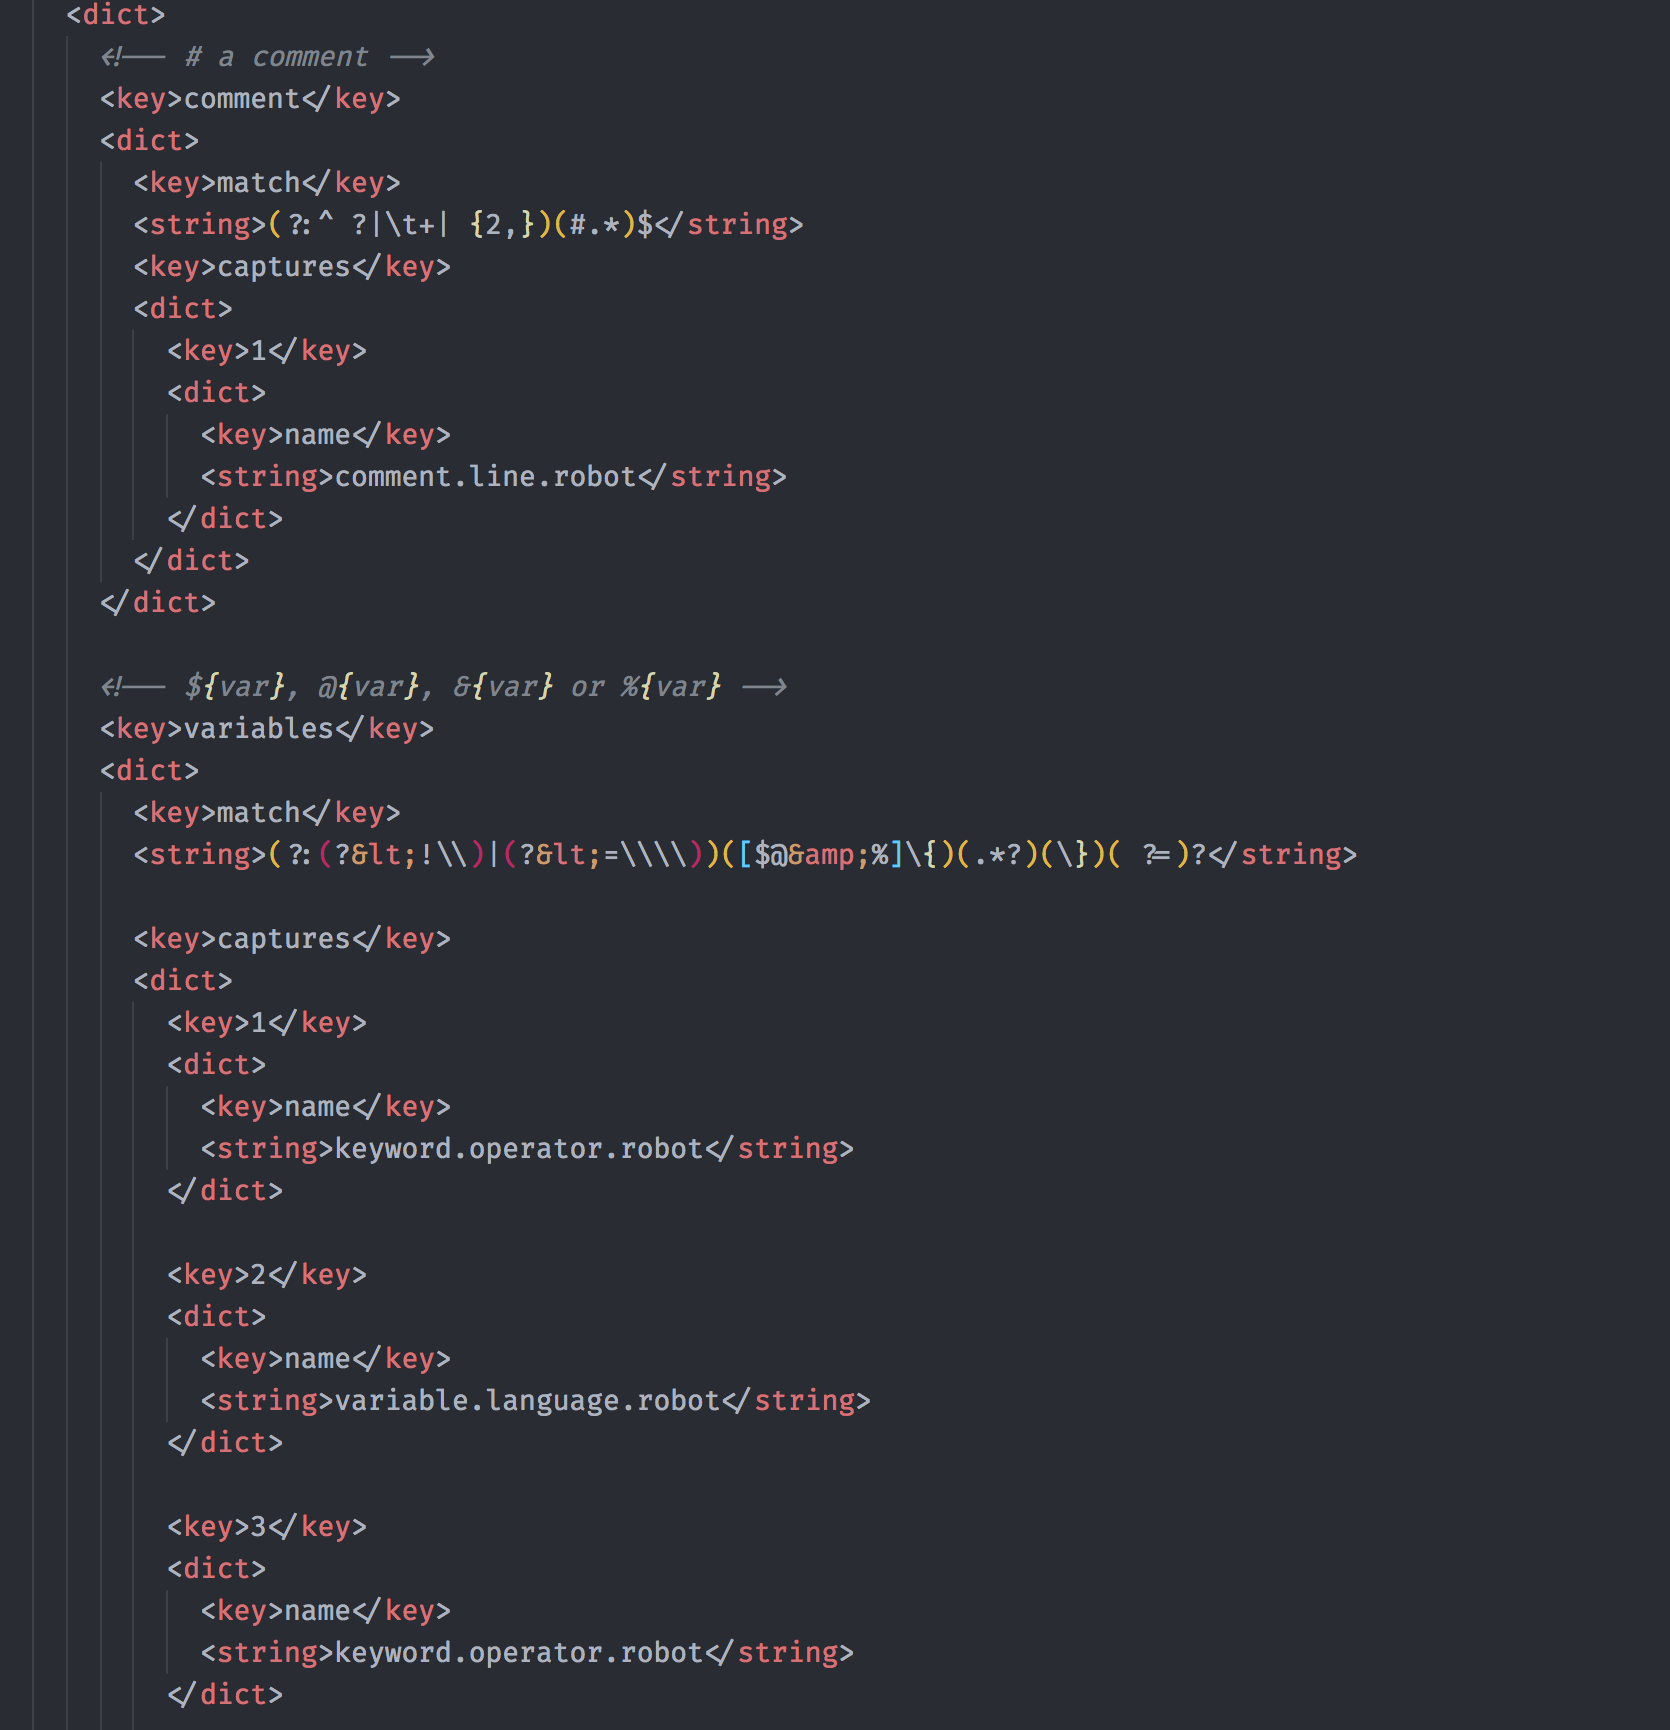 <dict>
<!-- # a comment -->
<key>comment</key>
<dict>
<key>match</key>
<string>(?:^ ?|\t+| {2,})(#.*)$</string>
<key>captures</key>
<dict>
<key>1</key>
<dict>
<key>name</key>
<string>comment.line.robot</string>
</dict>
</dict>
</dict>
<!-- ${var}, @{var}, &{var} or %{var} -->
<key>variables</key>
<dict>
<key>match</key>
<string>(?:(?&lt;!\\)|(?&lt;=\\\\))([$@&amp;%]\{)(.*?)(\})( ?=)?</string>
<key>captures</key>
<dict>
<key>1</key>
<dict>
<key>name</key>
<string>keyword.operator.robot</string>
</dict>
<key>2</key>
<dict>
<key>name</key>
<string>variable.language.robot</string>
</dict>
<key>3</key>
<dict>
<key>name</key>
<string>keyword.operator.robot</string>
</dict>